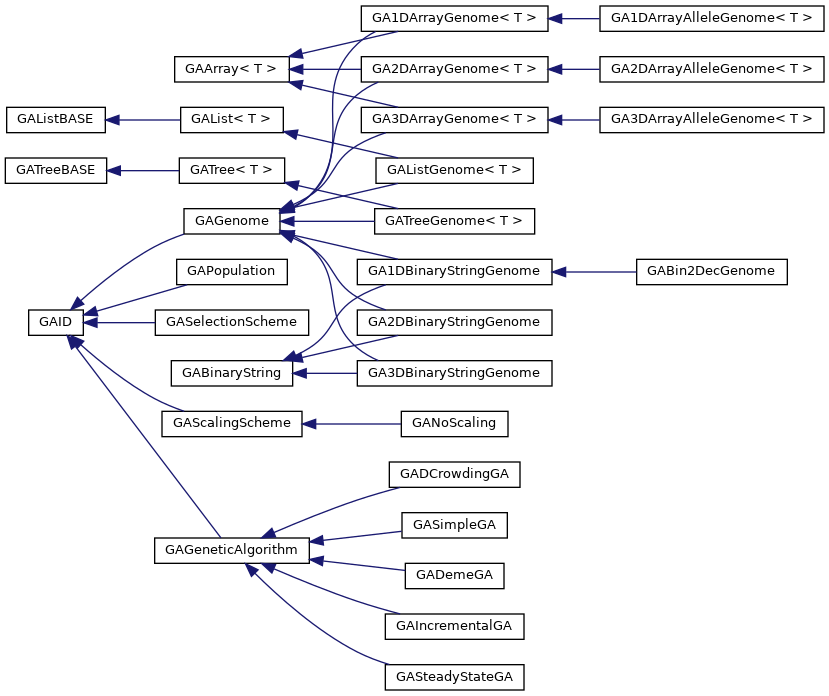 GA1DArrayGenome< T >
GA1DArrayAlleleGenome< T >
GAArray< T >
GA2DArrayGenome< T >
GA2DArrayAlleleGenome< T >
GAListBASE
GAList< T >
GA3DArrayGenome< T >
GA3DArrayAlleleGenome< T >
GATreeBASE
GATree< T >
GAListGenome< T >
GAGenome
GATreeGenome< T >
GAPopulation
GA1DBinaryStringGenome
GABin2DecGenome
GAID
GASelectionScheme
GA2DBinaryStringGenome
GABinaryString
GA3DBinaryStringGenome
GAScalingScheme
GANoScaling
GADCrowdingGA
GASimpleGA
GAGeneticAlgorithm
GADemeGA
GAIncrementalGA
GASteadyStateGA